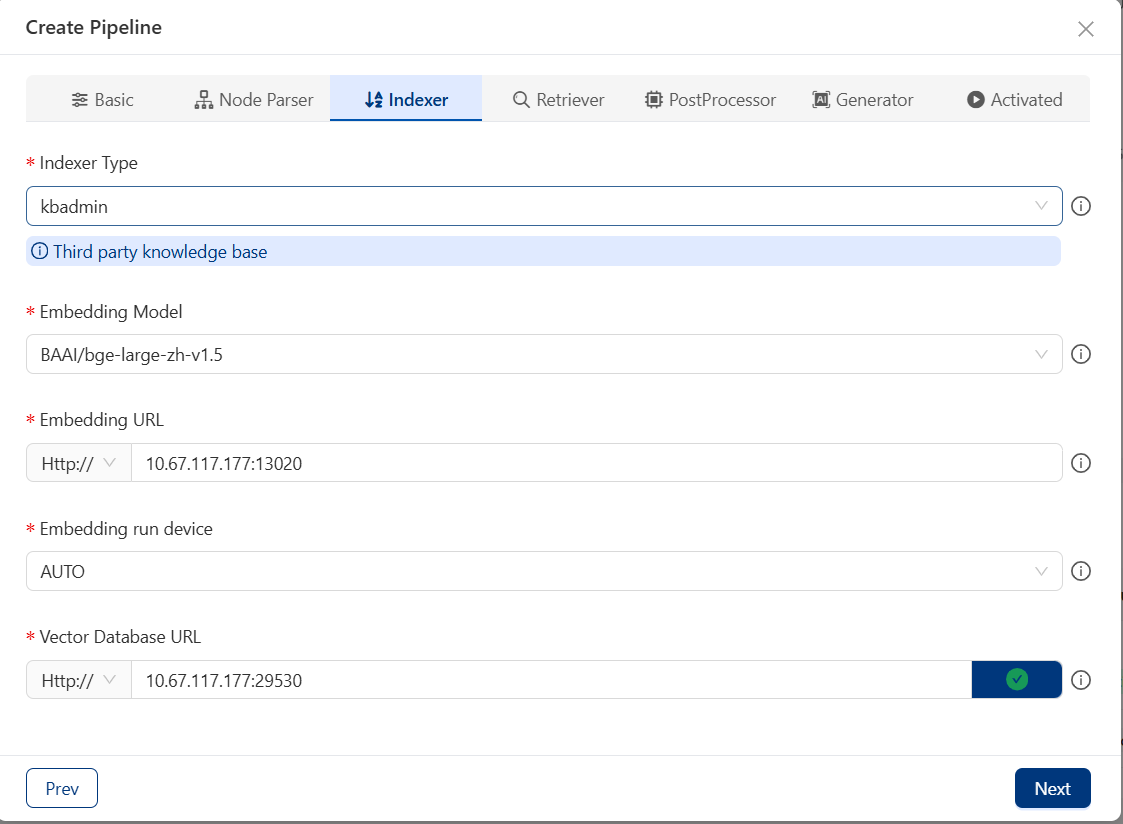 Create Pipeline
Basic Node Parser Indexer Retriever PostProcessor Generator Activated
* Indexer Type
kbadmin
Third party knowledge base
* Embedding Model
BAAI/bge-large-zh-v1.5
* Embedding URL
Http:// 10.67.117.177:13020
* Embedding run device
AUTO
* Vector Database URL
Http:// 10.67.117.177:29530
Prev Next